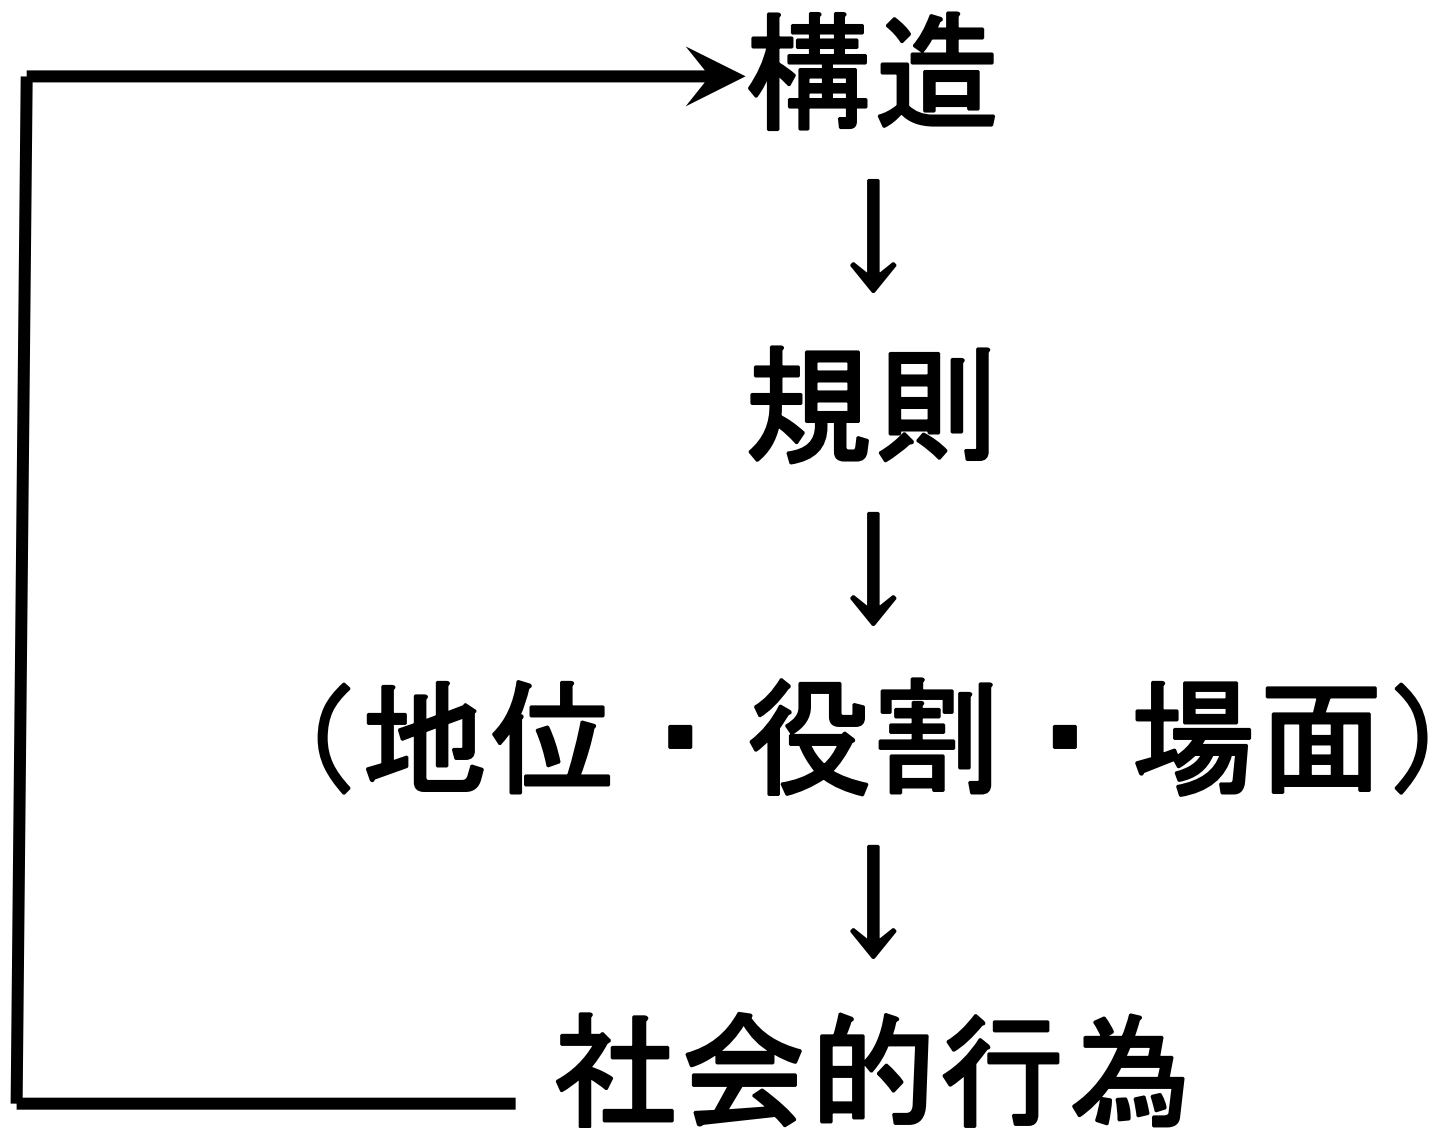 構造
↓
規則
↓
（地位・役割・場面）
↓
社会的行為